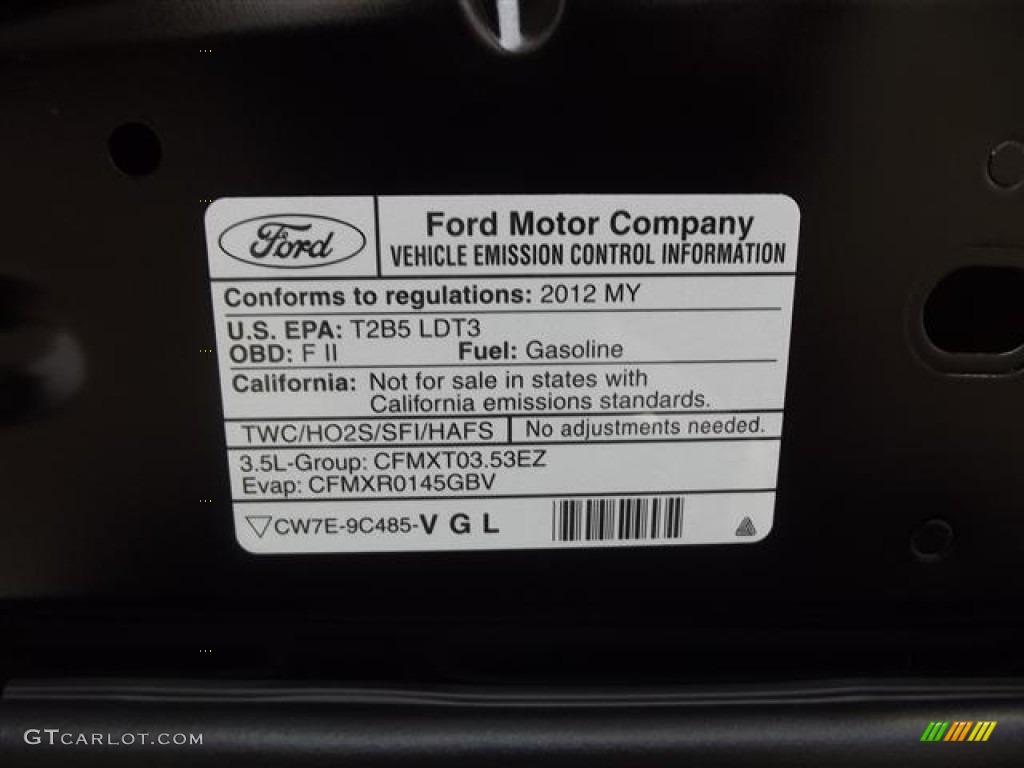 Ford
Ford Motor Company
VEHICLE EMISSION CONTROL INFORMATION
Conforms to regulations: 2012 MY
U.S. EPA: T2B5 LDT3
OBD: F II Fuel: Gasoline
California: Not for sale in states with
California emissions standards.
TWC/HO2S/SFI/HAFS No adjustments needed.
3.5L-Group: CFMXT03.53EZ
Evap: CFMXR0145GBV
CW7E-9C485-V G L
GTCARLOT.COM